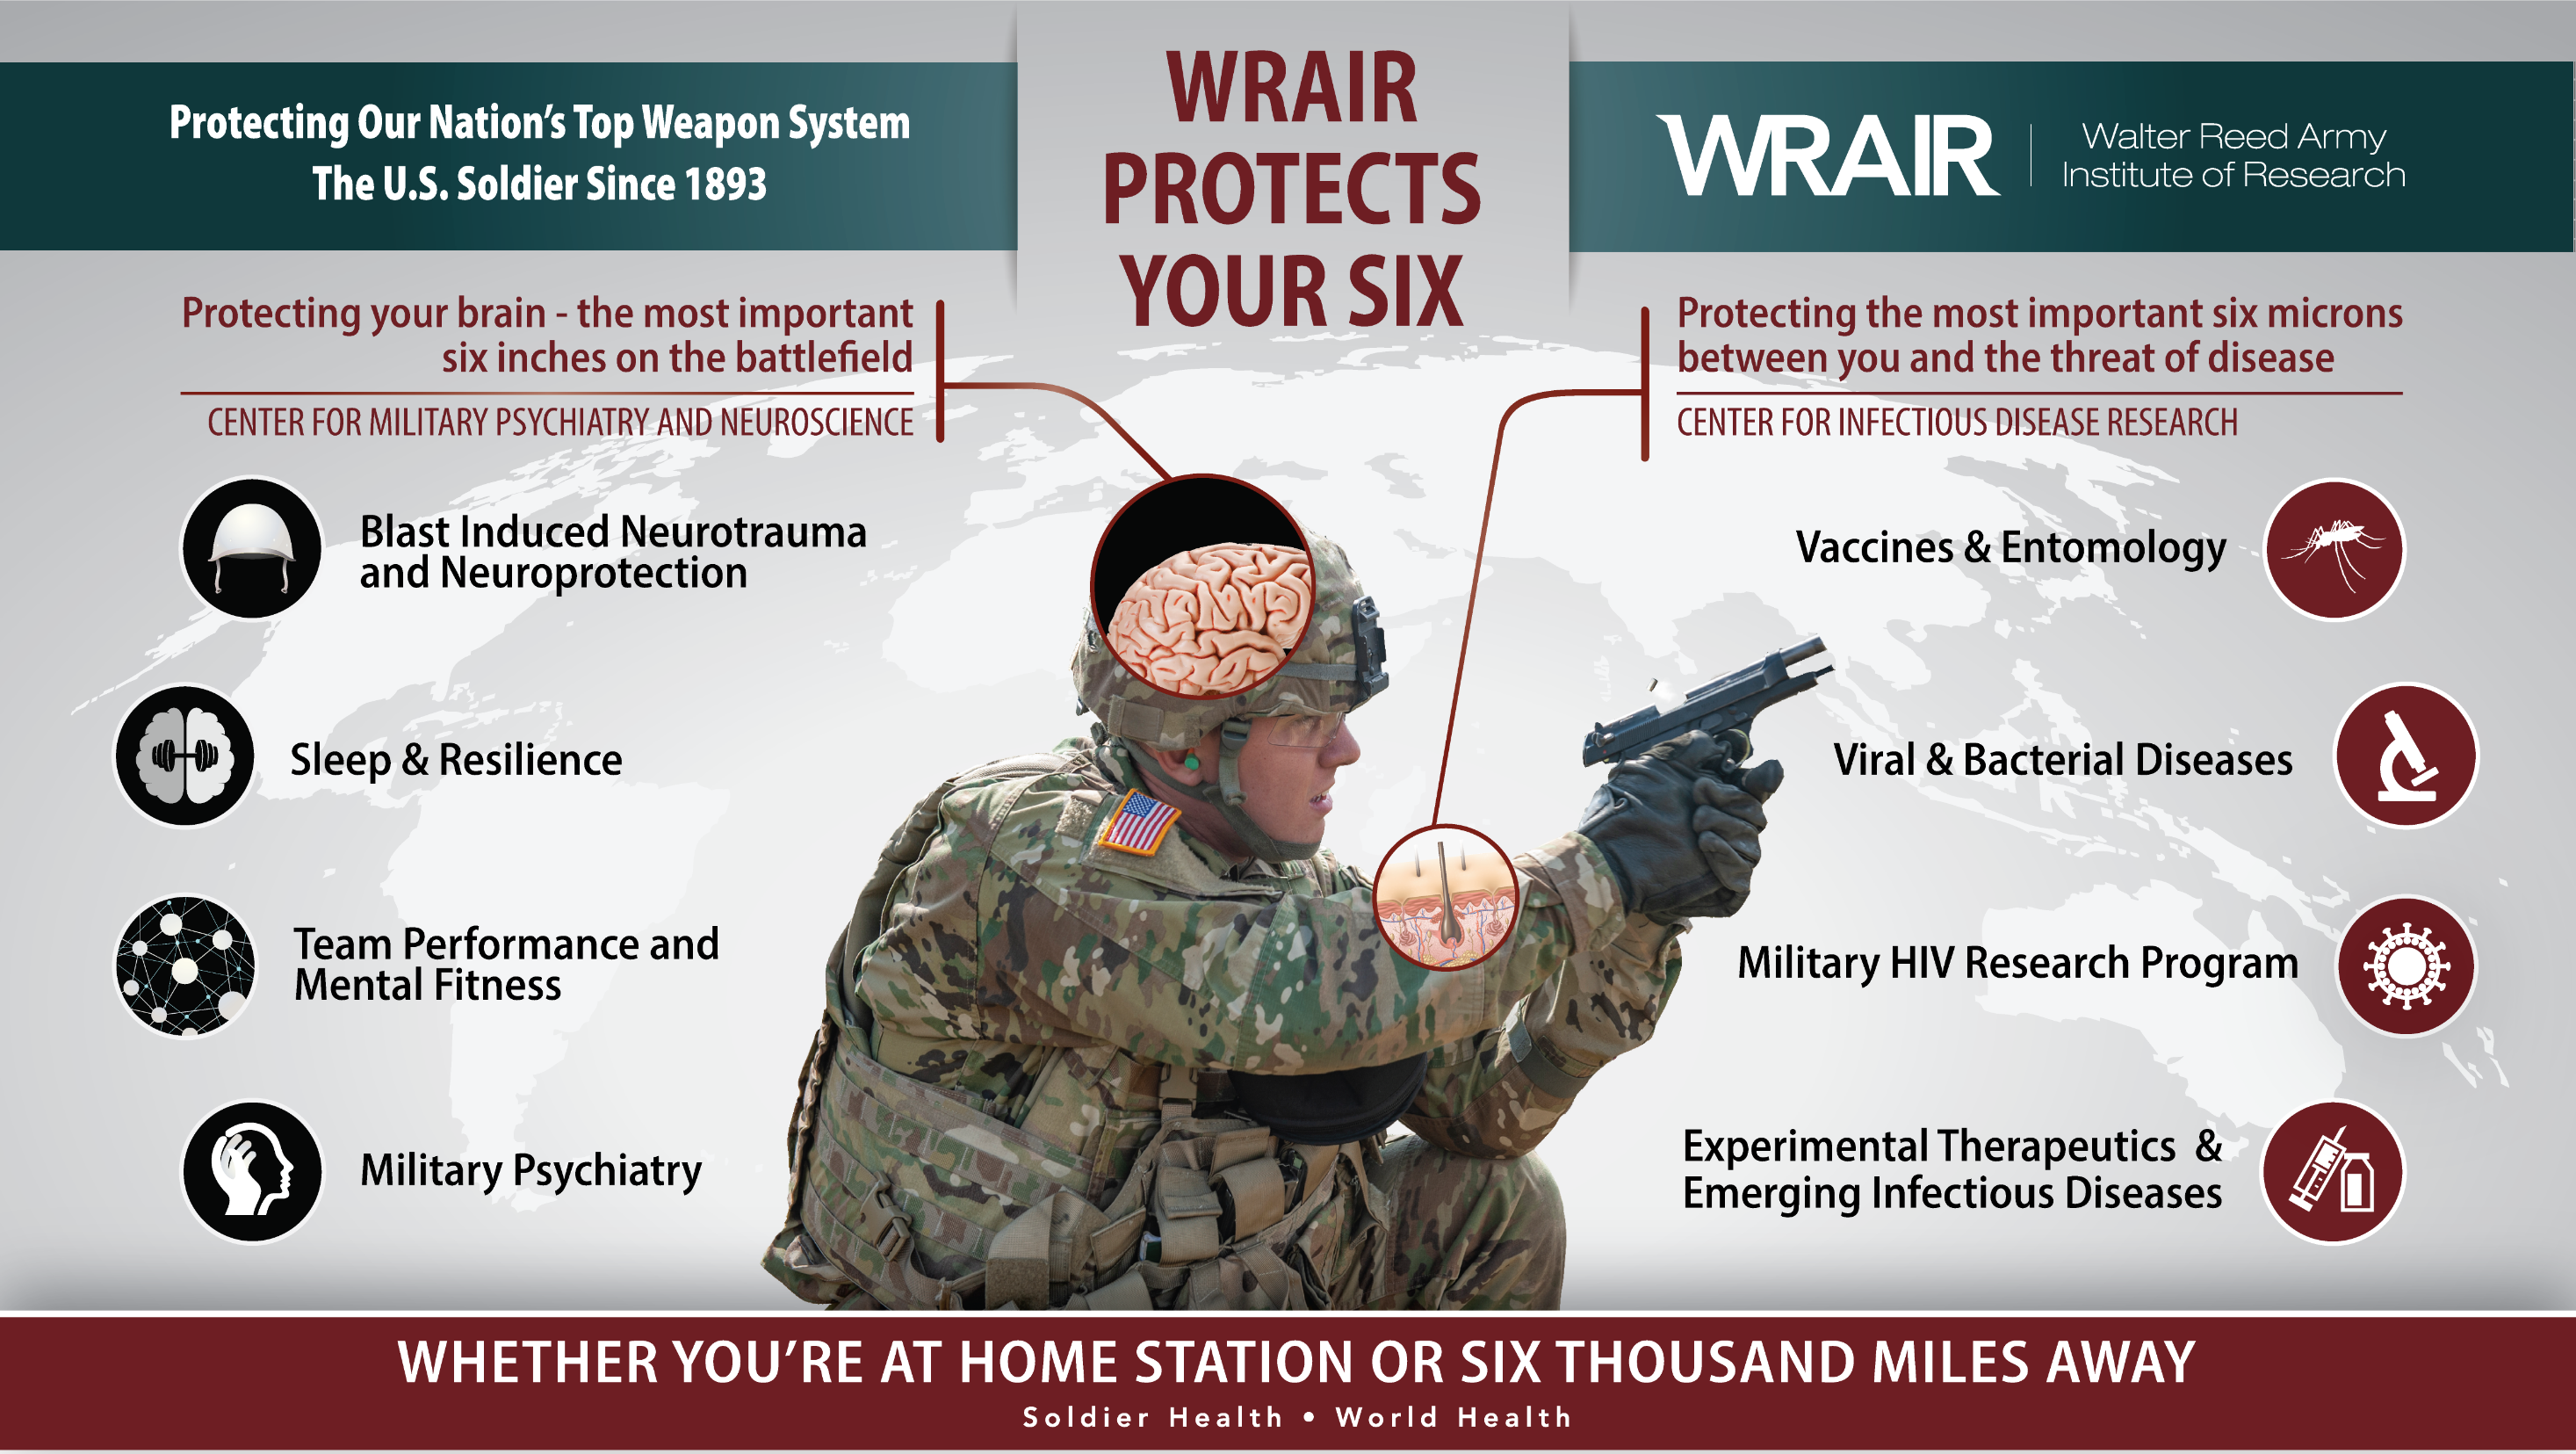 WRAIR
PROTECTS
YOUR SIX
Protecting Our Nation's Top Weapon System
The U.S. Soldier Since 1893
WRAIR
Walter Reed Army
Institute of Research
Protecting your brain - the most important
six inches on the battlefield
CENTER FOR MILITARY PSYCHIATRY AND NEUROSCIENCE
Blast Induced Neurotrauma
and Neuroprotection
Sleep & Resilience
Team Performance and
Mental Fitness
Military Psychiatry
Protecting the most important six microns
between you and the threat of disease
CENTER FOR INFECTIOUS DISEASE RESEARCH
Vaccines & Entomology
Viral & Bacterial Diseases
Military HIV Research Program
Experimental Therapeutics &
Emerging Infectious Diseases
WHETHER YOU'RE AT HOME STATION OR SIX THOUSAND MILES AWAY
Soldier Health • World Health